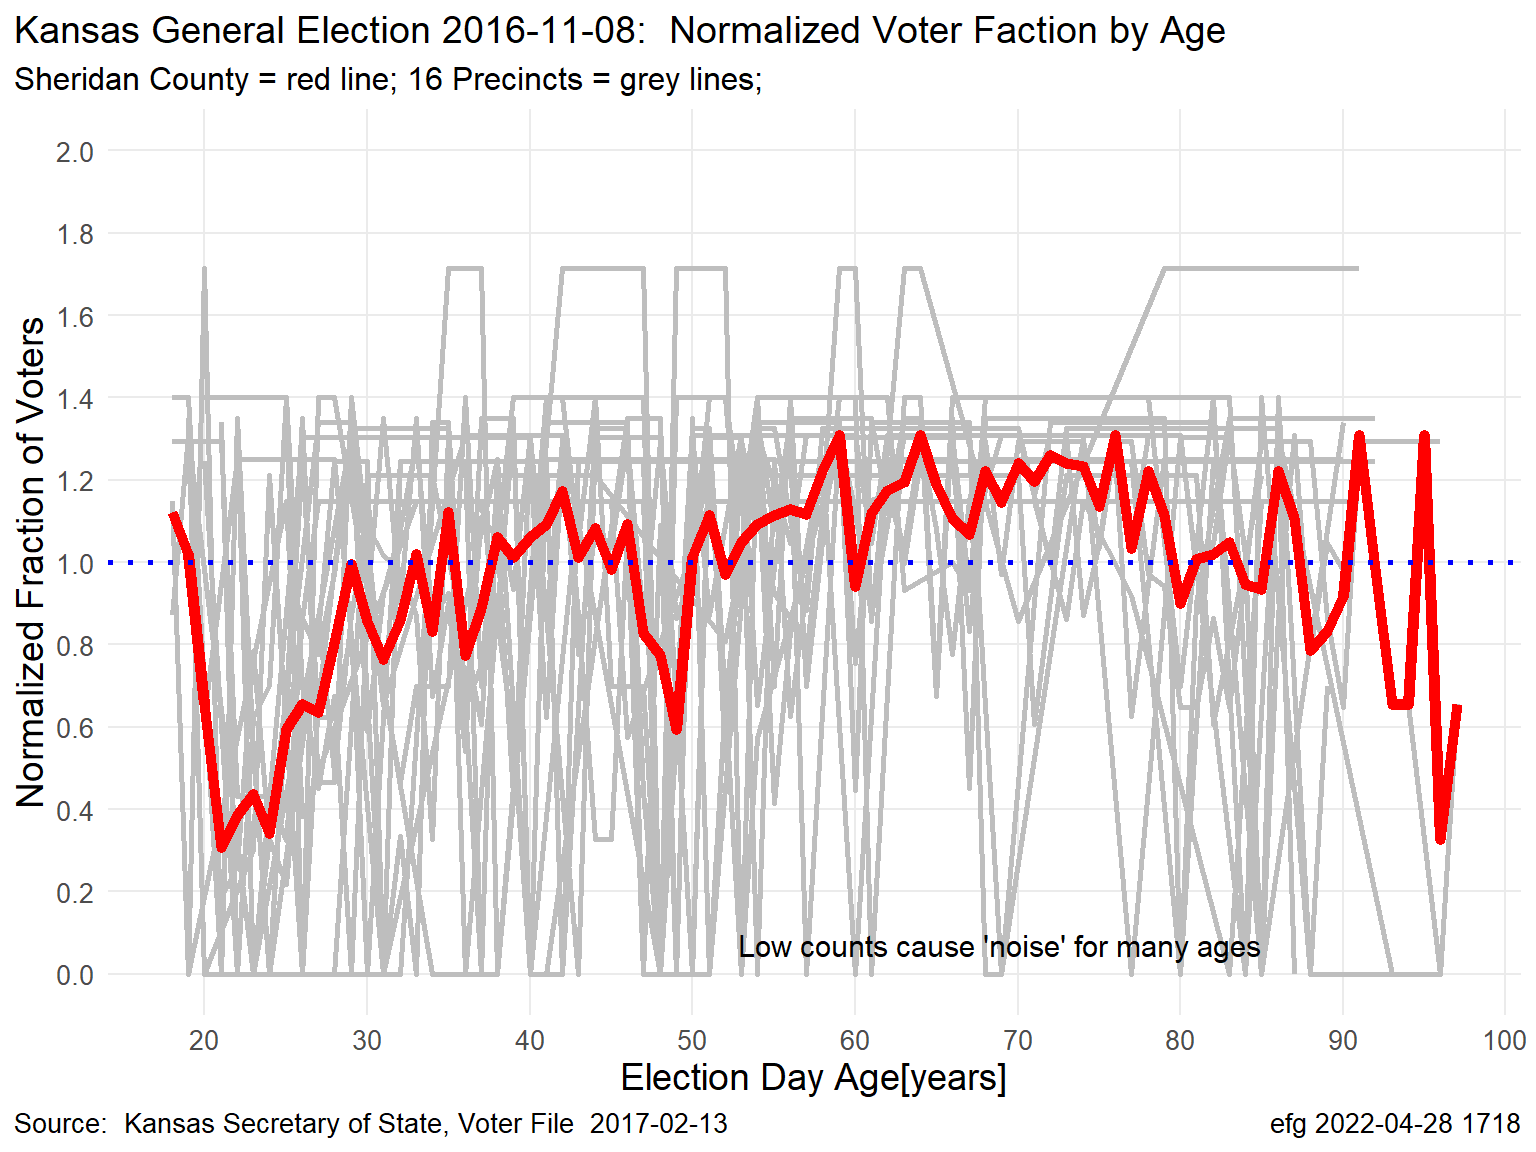 Kansas General Election 2016-11-08:  Normalized Voter Faction by Age
Sheridan County = red line; 16 Precincts = grey lines;
Normalized Fraction of Voters
2.0
1.8
1.6
1.4
1.2
1.0
0.8
0.6
0.4
0.2
0.0
Low counts cause 'noise' for many ages
20 30 40 50 60 70 80 90 100
Election Day Age[years]
Source:  Kansas Secretary of State, Voter File  2017-02-13
efg 2022-04-28 1718